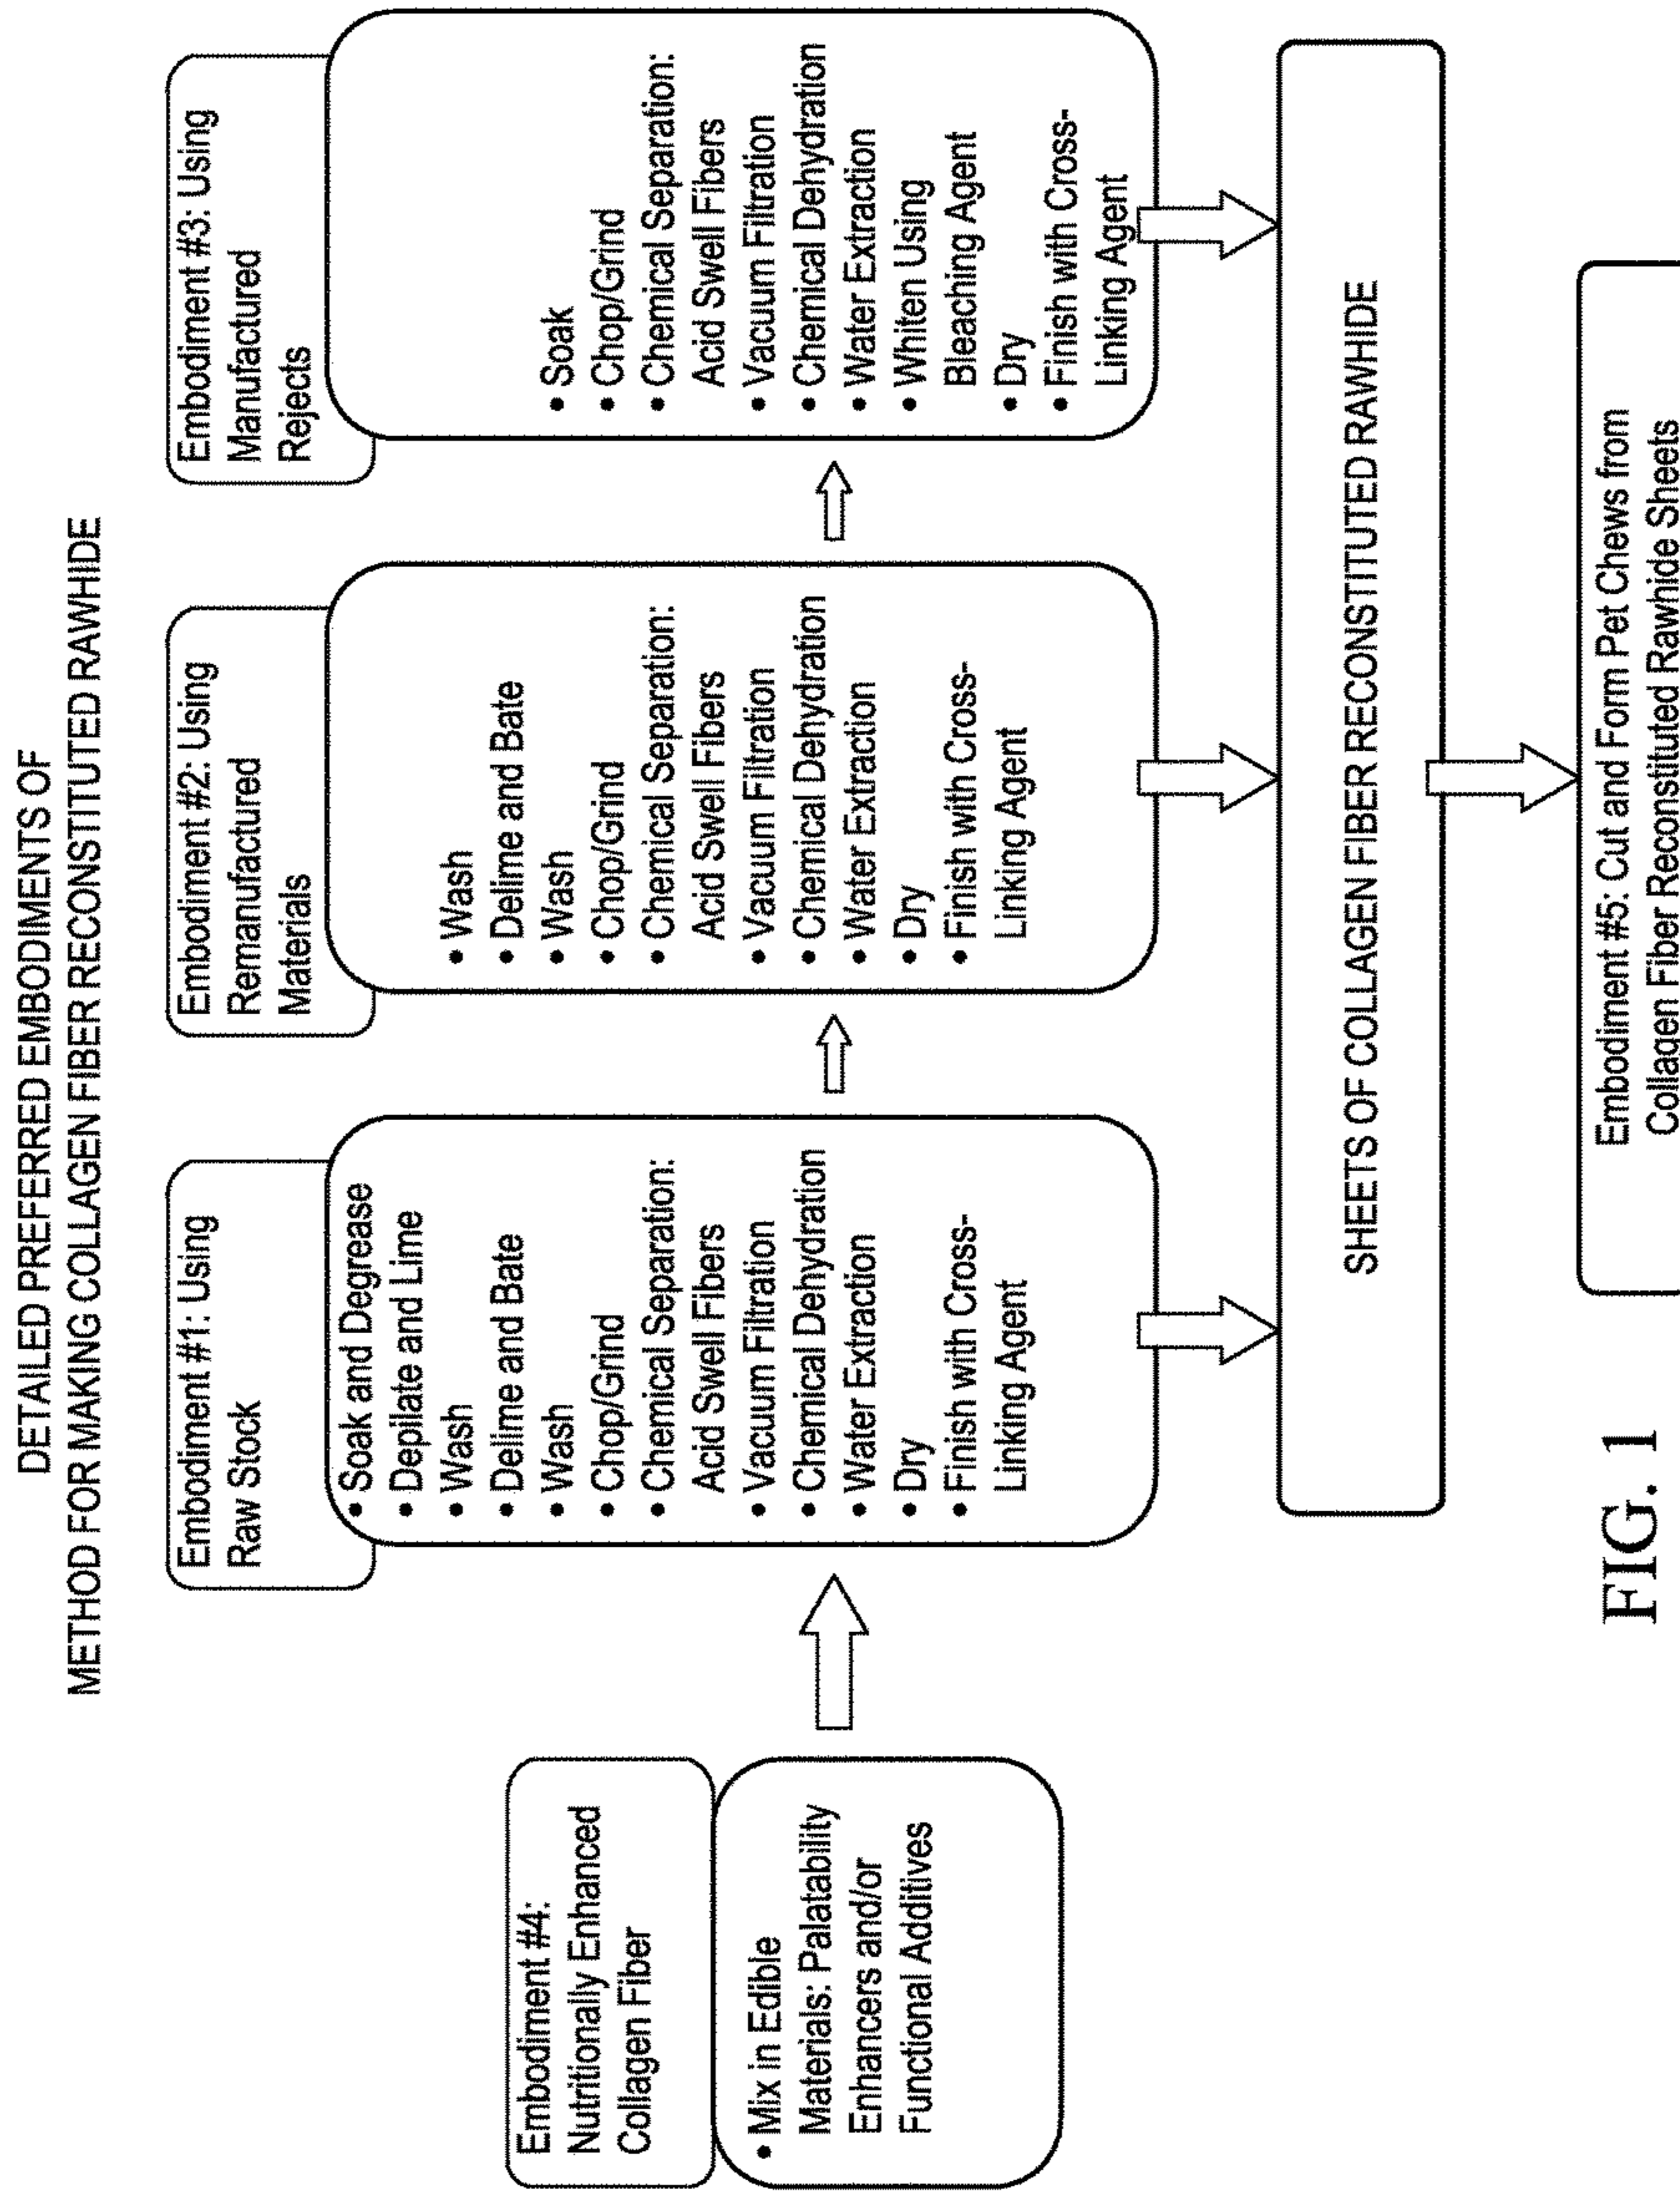 DETAILED PREFERRED EMBODIMENTS OF
METHOD FOR MAKING COLLAGEN FIBER RECONSTITUTED RAWHIDE
Embodiment #4:
Nutritionally Enhanced
Collagen Fiber
• Mix in Edible
Materials: Palatability
Enhancers and/or
Functional Additives
Embodiment #1: Using
Raw Stock
• Soak and Degrease
• Depilate and Lime
• Wash
• Delime and Bate
• Wash
• Chop/Grind
• Chemical Separation:
Acid Swell Fibers
• Vacuum Filtration
• Chemical Dehydration
• Water Extraction
• Dry
• Finish with Cross-
Linking Agent
Embodiment #2: Using
Remanufactured
Materials
• Wash
• Delime and Bate
• Wash
• Chop/Grind
• Chemical Separation:
Acid Swell Fibers
• Vacuum Filtration
• Chemical Dehydration
• Water Extraction
• Dry
• Finish with Cross-
Linking Agent
Embodiment #3: Using
Manufactured
Rejects
• Soak
• Chop/Grind
• Chemical Separation:
Acid Swell Fibers
• Vacuum Filtration
• Chemical Dehydration
• Water Extraction
• Whiten Using
Bleaching Agent
• Dry
• Finish with Cross-
Linking Agent
SHEETS OF COLLAGEN FIBER RECONSTITUTED RAWHIDE
Embodiment #5: Cut and Form Pet Chews from
Collagen Fiber Reconstituted Rawhide Sheets
FIG. 1